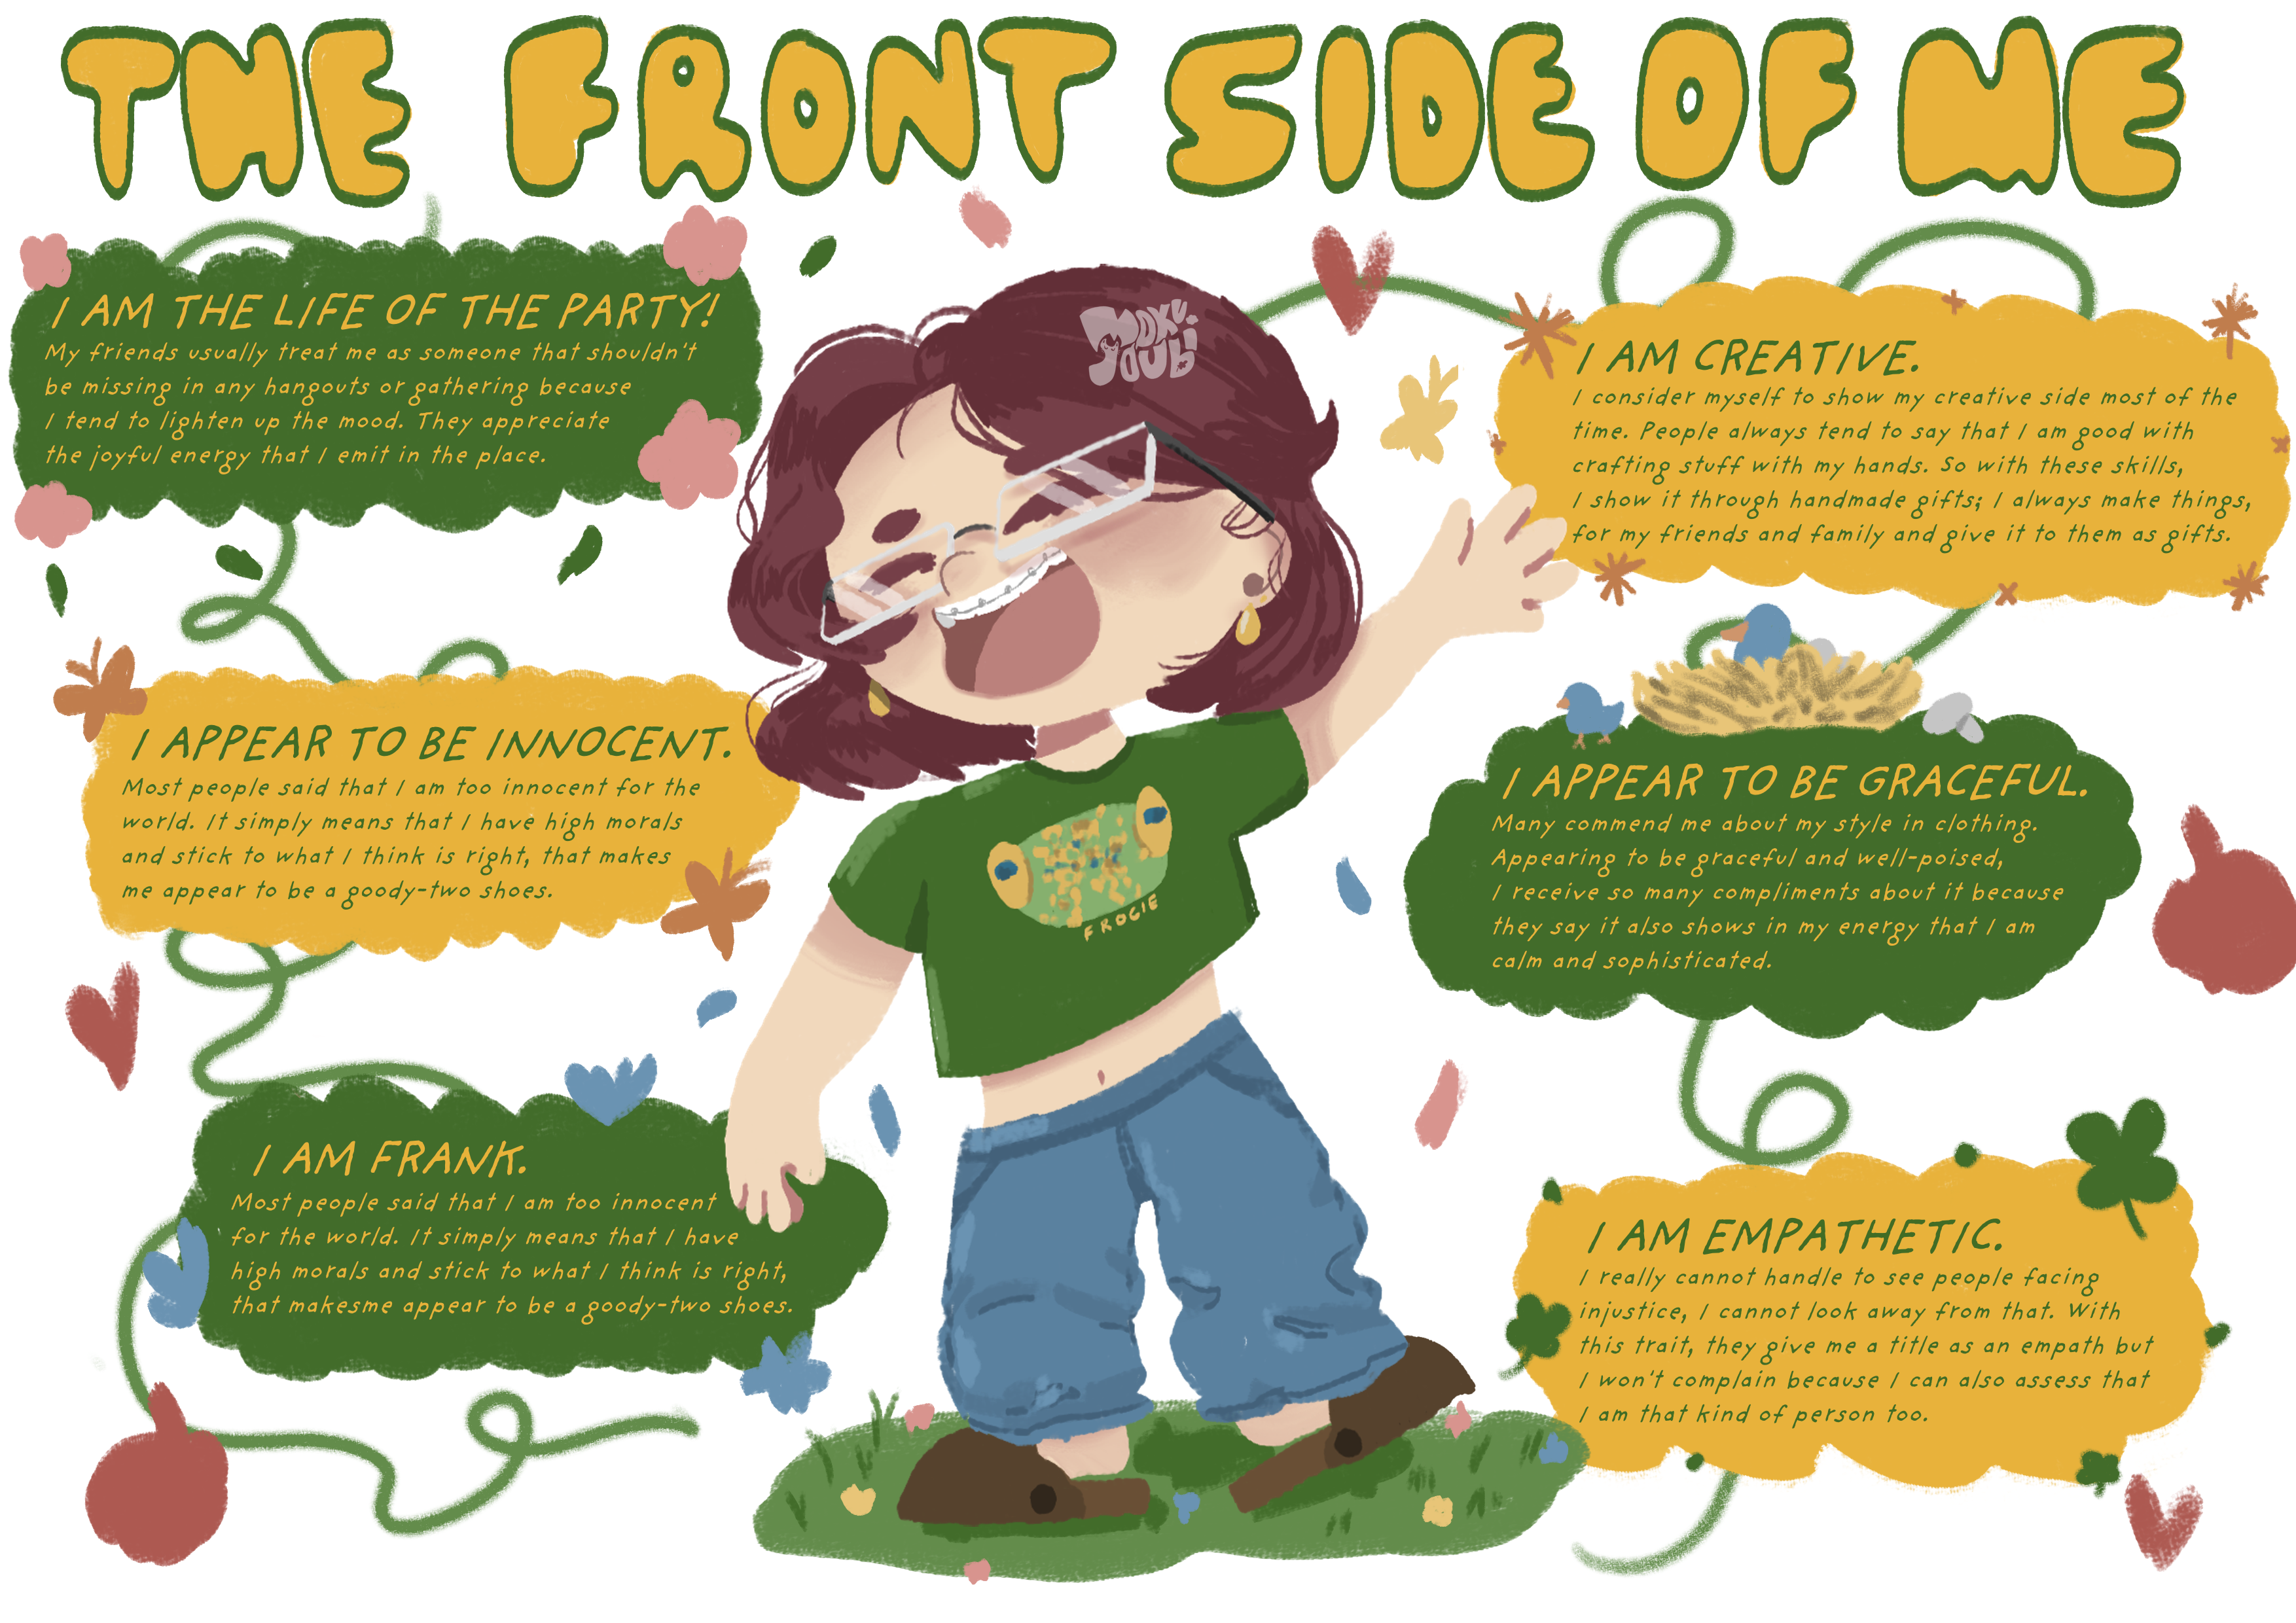 THE FRONT SIDE OF ME
I AM THE LIFE OF THE PARTY!
My friends usually treat me as someone that shouldn't
be missing in any hangouts or gathering because
I tend to lighten up the mood. They appreciate
the joyful energy that I emit in the place.
I APPEAR TO BE INNOCENT.
Most people said that I am too innocent for the
world. It simply means that I have high morals
and stick to what I think is right, that makes
me appear to be a goody-two shoes.
I AM FRANK.
Most people said that I am too innocent
for the world. It simply means that I have
high morals and stick to what I think is right,
that makesme appear to be a goody-two shoes.
MOKU.
JOUBI
FROGIE
I AM CREATIVE.
I consider myself to show my creative side most of the
time. People always tend to say that I am good with
crafting stuff with my hands. So with these skills,
I show it through handmade gifts; I always make things,
for my friends and family and give it to them as gifts.
I APPEAR TO BE GRACEFUL.
Many commend me about my style in clothing.
Appearing to be graceful and well-poised,
I receive so many compliments about it because
they say it also shows in my energy that I am
calm and sophisticated.
I AM EMPATHETIC.
I really cannot handle to see people facing
injustice, I cannot look away from that. With
this trait, they give me a title as an empath but
I won't complain because I can also assess that
I am that kind of person too.